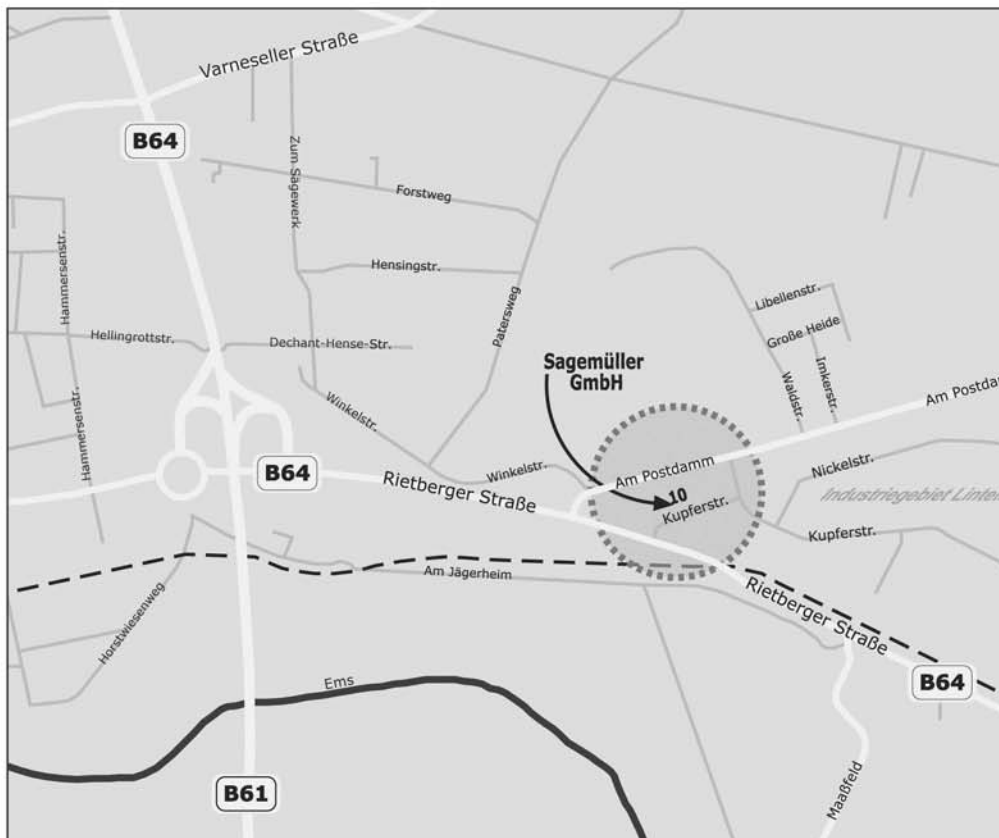 Varneseller Straße
B64
Zum Sägewerk
Forstweg
Hammersenstr.
Hensingstr.
Patersweg
Libellenstr.
Große Heide
Hellingrottstr.
Dechant-Hense-Str.
Sagemüller
GmbH
Imkerstr.
Waldstr.
Winkelstr.
Am Postda
Hammersenstr.
B64
Rietberger Straße
Winkelstr.
Am Postdamm
Nickelstr.
10
Industriegebiet Lintel
Kupferstr.
Kupferstr.
Am Jägerheim
Rietberger Straße
Horstwiesenweg
Ems
B64
B61
Maaßfeld